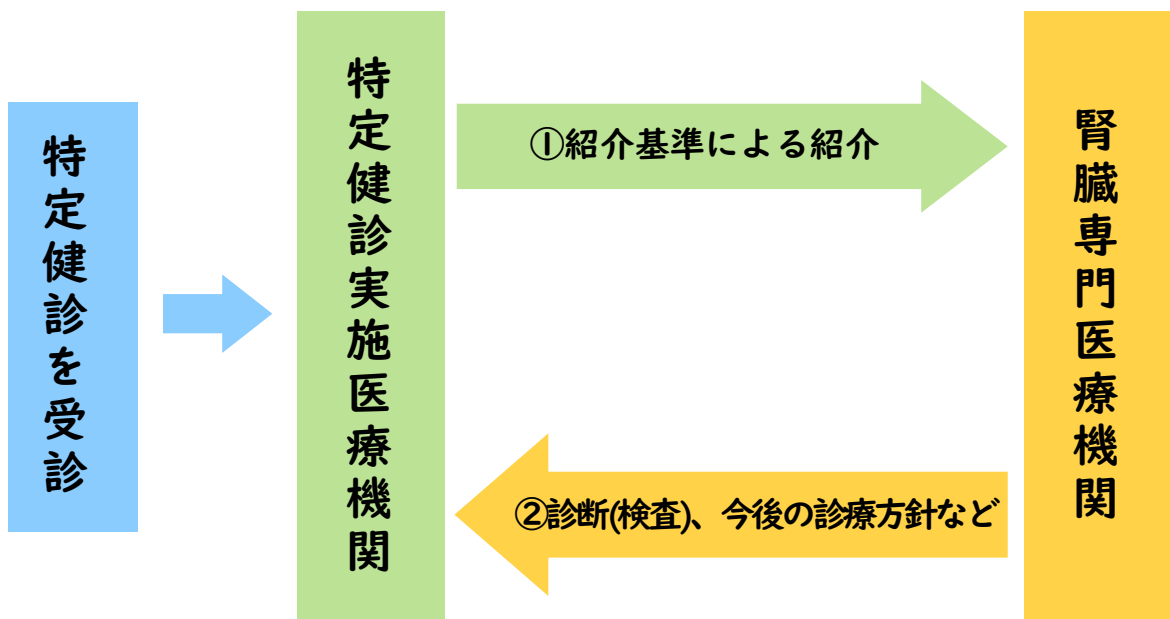 特定健診を受診
特定健診実施医療機関
①紹介基準による紹介
②診断(検査)、今後の診療方針など
腎臓専門医療機関